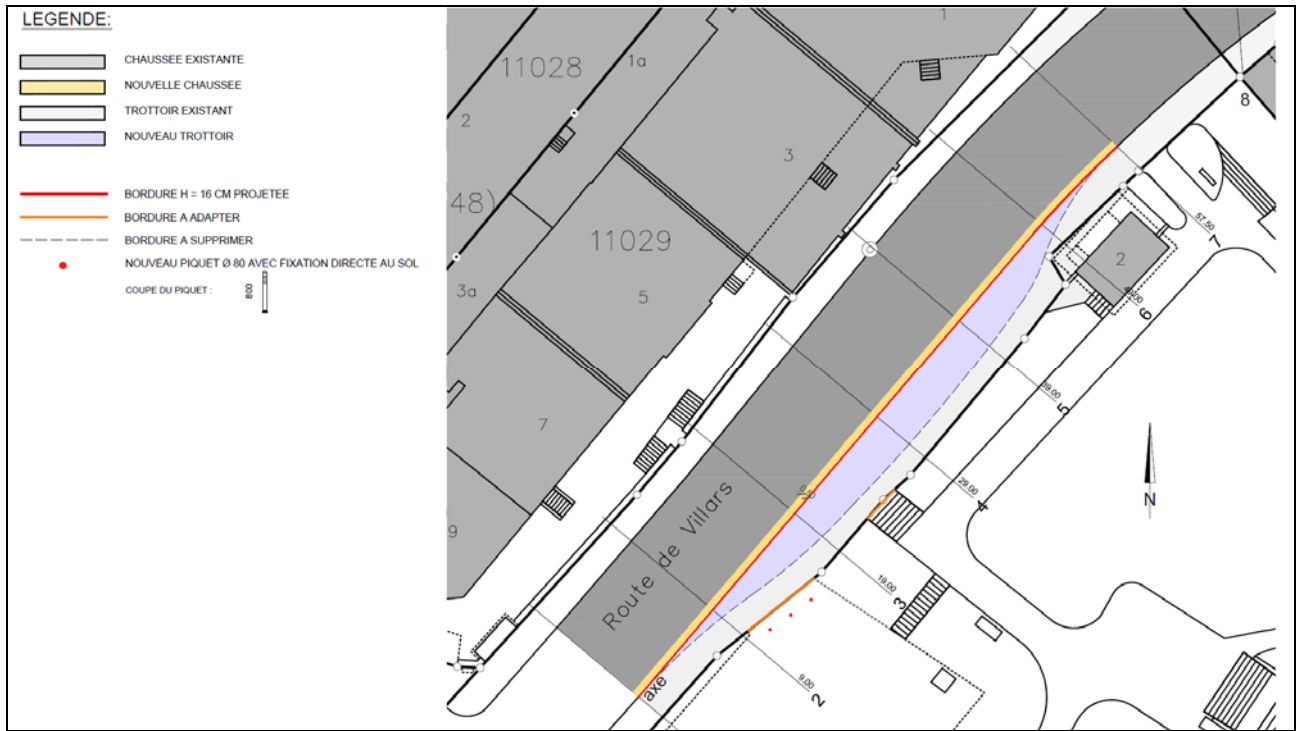 LEGENDE:
CHAUSSEE EXISTANTE
NOUVELLE CHAUSSEE
TROTTOIR EXISTANT
NOUVEAU TROTTOIR
BORDURE H = 16 CM PROJETEE
BORDURE A ADAPTER
BORDURE A SUPPRIMER
NOUVEAU PIQUET Ø 80 AVEC FIXATION DIRECTE AU SOL
COUPE DU PIQUET :
800
1
11028
1a
2
8
3
48)
11029
57.50
7
2
3a
5
6
39.00
5
7
N
29.00
4
9
Route de Villars
19.00
3
axe
9.00
2